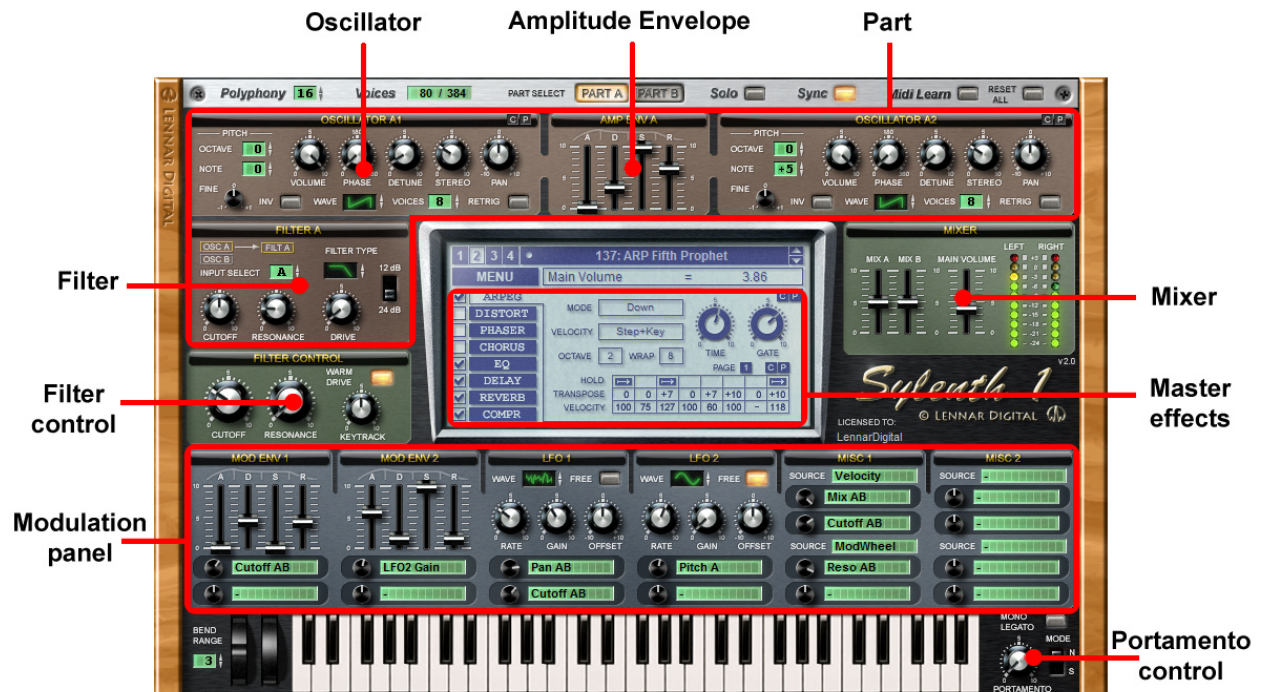 Oscillator
Amplitude Envelope
Part
Polyphony 16
Voices 80 / 384
PART SELECT PART A PART B
Solo
Sync
Midi Learn
RESET ALL
LENNAR DIGITAL
OSCILLATOR A1
C P
PITCH
OCTAVE 0
NOTE 0
FINE
VOLUME PHASE DETUNE STEREO PAN
INV WAVE VOICES 8 RETRIG
AMP ENV A
A D S R
OSCILLATOR A2
C P
PITCH
OCTAVE 0
NOTE +5
FINE
VOLUME PHASE DETUNE STEREO PAN
INV WAVE VOICES 8 RETRIG
Filter
FILTER A
OSC A FILT A
OSC B
INPUT SELECT A
FILTER TYPE
12 dB
24 dB
CUTOFF RESONANCE DRIVE
1 2 3 4 137: ARP Fifth Prophet
MENU Main Volume = 3.86
ARPEG
DISTORT
PHASER
CHORUS
EQ
DELAY
REVERB
COMPR
C P
MODE Down
VELOCITY Step+Key
OCTAVE 2 WRAP 8
TIME GATE
PAGE 1 C P
HOLD
TRANSPOSE 0 0 +7 0 +7 +10 0 +10
VELOCITY 100 75 127 100 60 100 - 118
MIXER
MIX A MIX B MAIN VOLUME
LEFT RIGHT
+3
0
-3
-6
-9
-12
-15
-18
-21
-24
Mixer
v2.0
Sylenth 1
© LENNAR DIGITAL
LICENSED TO:
LennarDigital
Master
effects
Filter
control
FILTER CONTROL
WARM
DRIVE
CUTOFF RESONANCE KEYTRACK
Modulation
panel
MOD ENV 1
A D S R
Cutoff AB
-
MOD ENV 2
A D S R
LFO2 Gain
-
LFO 1
WAVE FREE
RATE GAIN OFFSET
Pan AB
Cutoff AB
LFO 2
WAVE FREE
RATE GAIN OFFSET
Pitch A
-
MISC 1
SOURCE Velocity
Mix AB
Cutoff AB
SOURCE ModWheel
Reso AB
-
MISC 2
SOURCE -
-
-
SOURCE -
-
-
BEND
RANGE
3
MONO
LEGATO
MODE
N
S
PORTAMENTO
Portamento
control